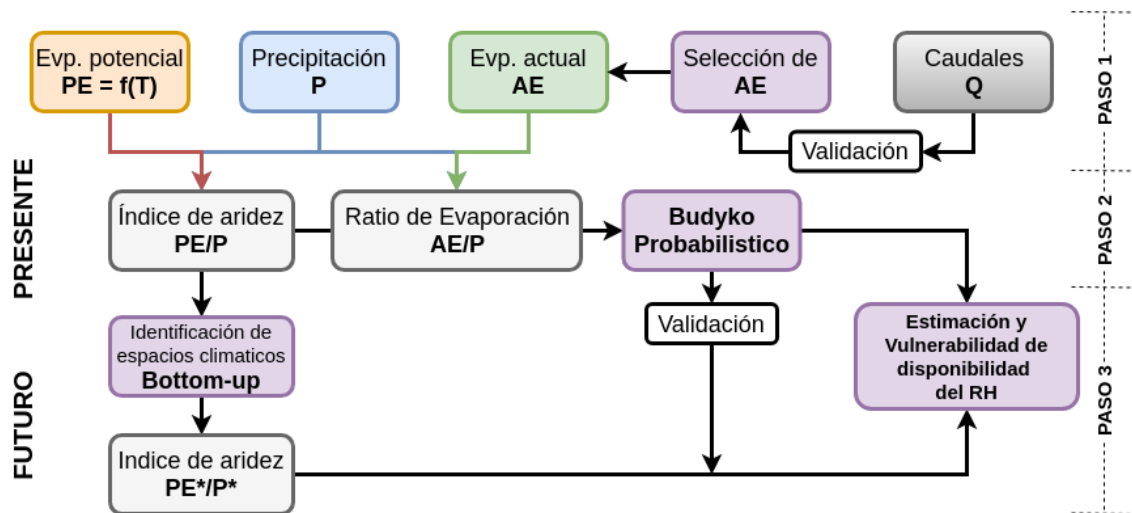 Evp. potencial
PE = f(T)
Precipitación
P
Evp. actual
AE
Selección de
AE
Caudales
Q
Validación
PASO 1
PRESENTE
Índice de aridez
PE/P
Ratio de Evaporación
AE/P
Budyko
Probabilistico
PASO 2
Identificación de
espacios climaticos
Bottom-up
Validación
Estimación y
Vulnerabilidad de
disponibilidad
del RH
PASO 3
FUTURO
Indice de aridez
PE*/P*